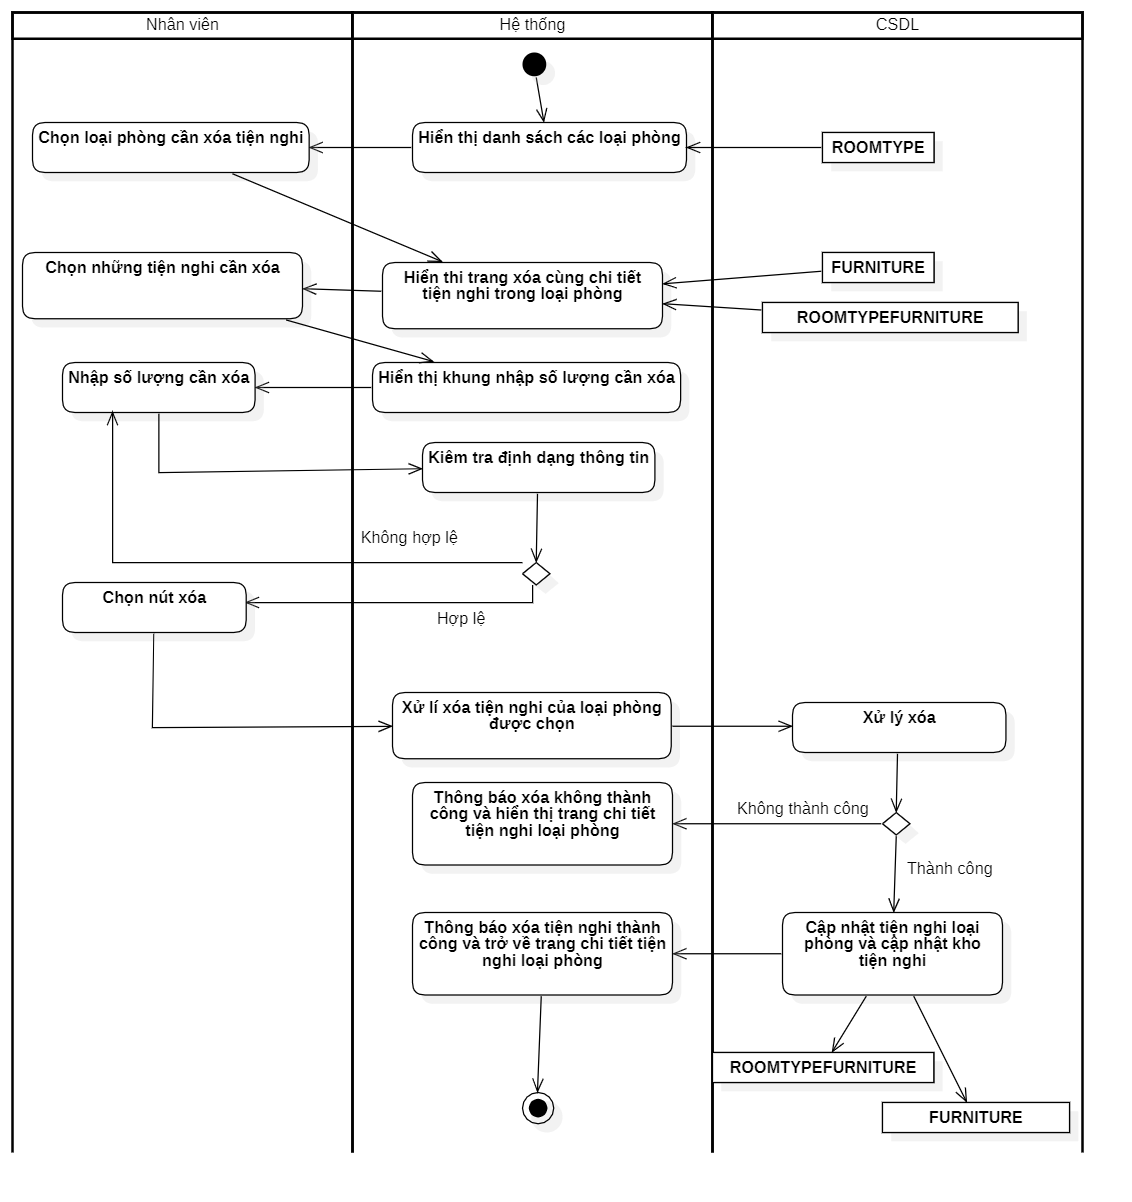 Nhân viên
Hệ thống
CSDL
Chọn loại phòng cần xóa tiện nghi
Hiển thị danh sách các loại phòng
ROOMTYPE
Chọn những tiện nghi cần xóa
Hiển thi trang xóa cùng chi tiết
tiện nghi trong loại phòng
FURNITURE
ROOMTYPEFURNITURE
Nhập số lượng cần xóa
Hiển thị khung nhập số lượng cần xóa
Kiêm tra định dạng thông tin
Không hợp lệ
Chọn nút xóa
Hợp lệ
Xử lí xóa tiện nghi của loại phòng
được chọn
Xử lý xóa
Thông báo xóa không thành
công và hiển thị trang chi tiết
tiện nghi loại phòng
Không thành công
Thành công
Thông báo xóa tiện nghi thành
công và trở về trang chi tiết tiện
nghi loại phòng
Cập nhật tiện nghi loại
phòng và cập nhật kho
tiện nghi
ROOMTYPEFURNITURE
FURNITURE